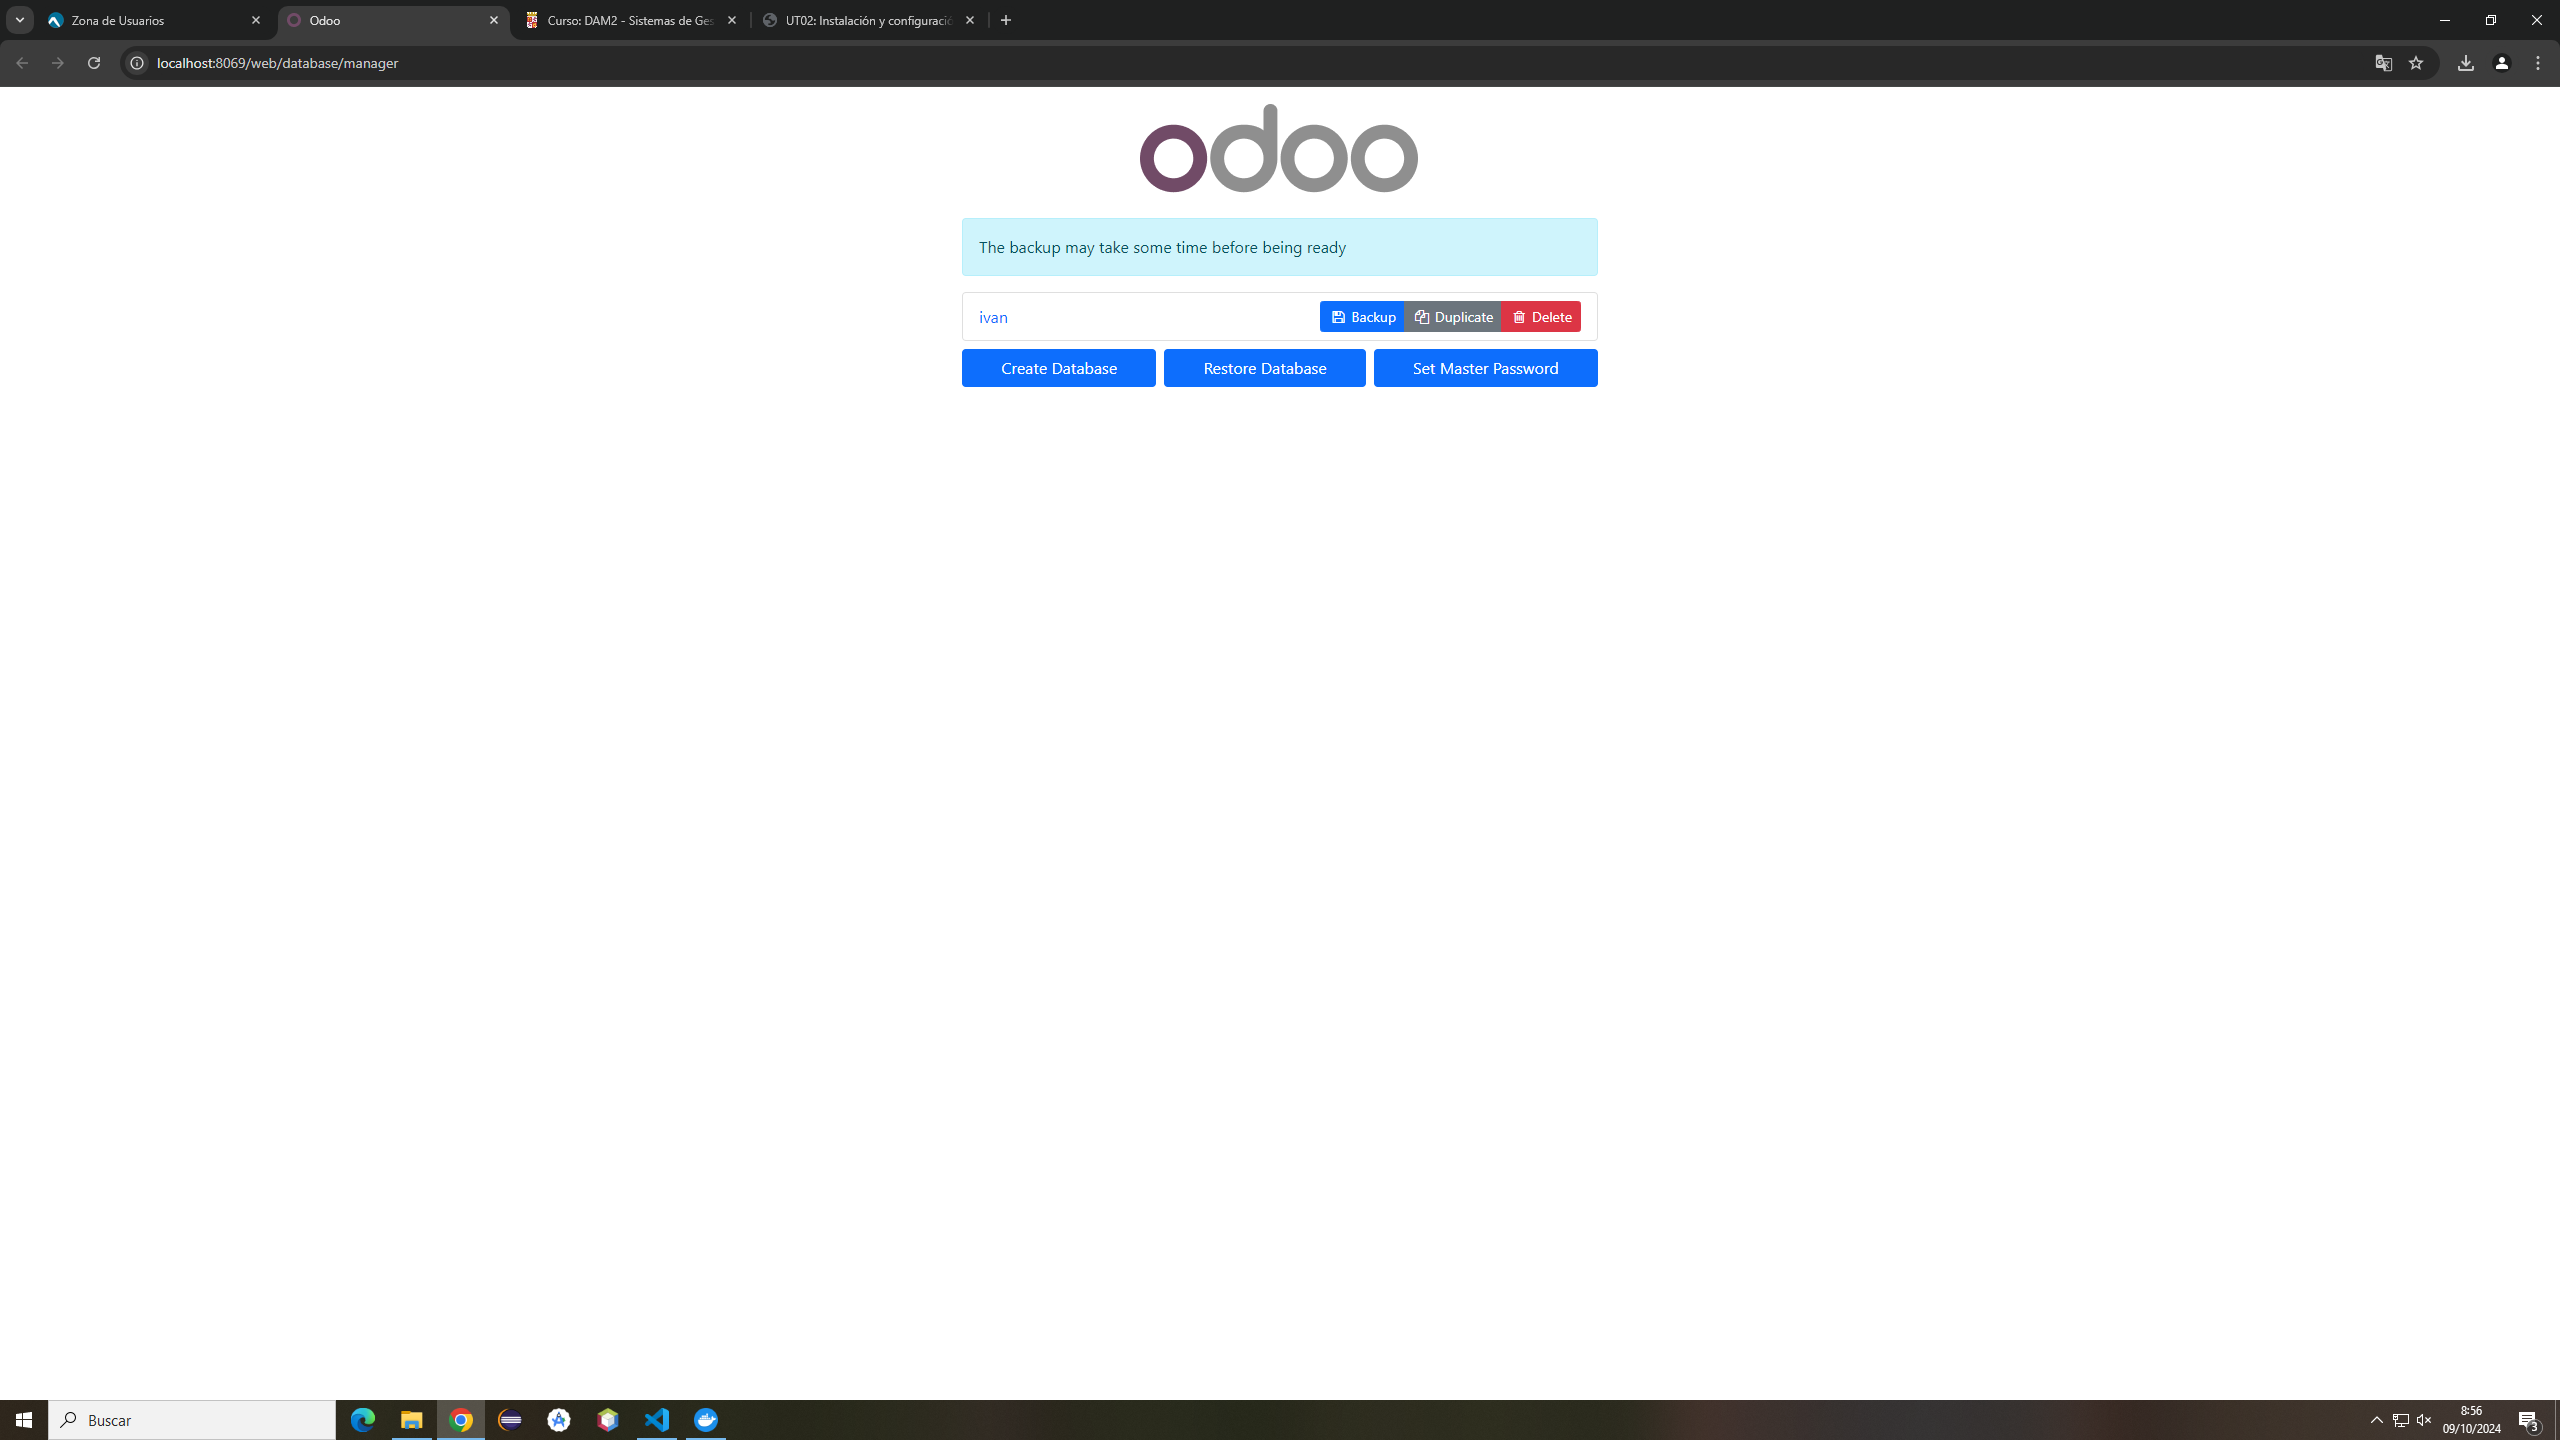 Zona de Usuarios
Odoo
Curso: DAM2 - Sistemas de Ges
UT02: Instalación y configuració
localhost:8069/web/database/manager
odoo
The backup may take some time before being ready
ivan
Backup
Duplicate
Delete
Create Database
Restore Database
Set Master Password
Buscar
8:56
09/10/2024
3